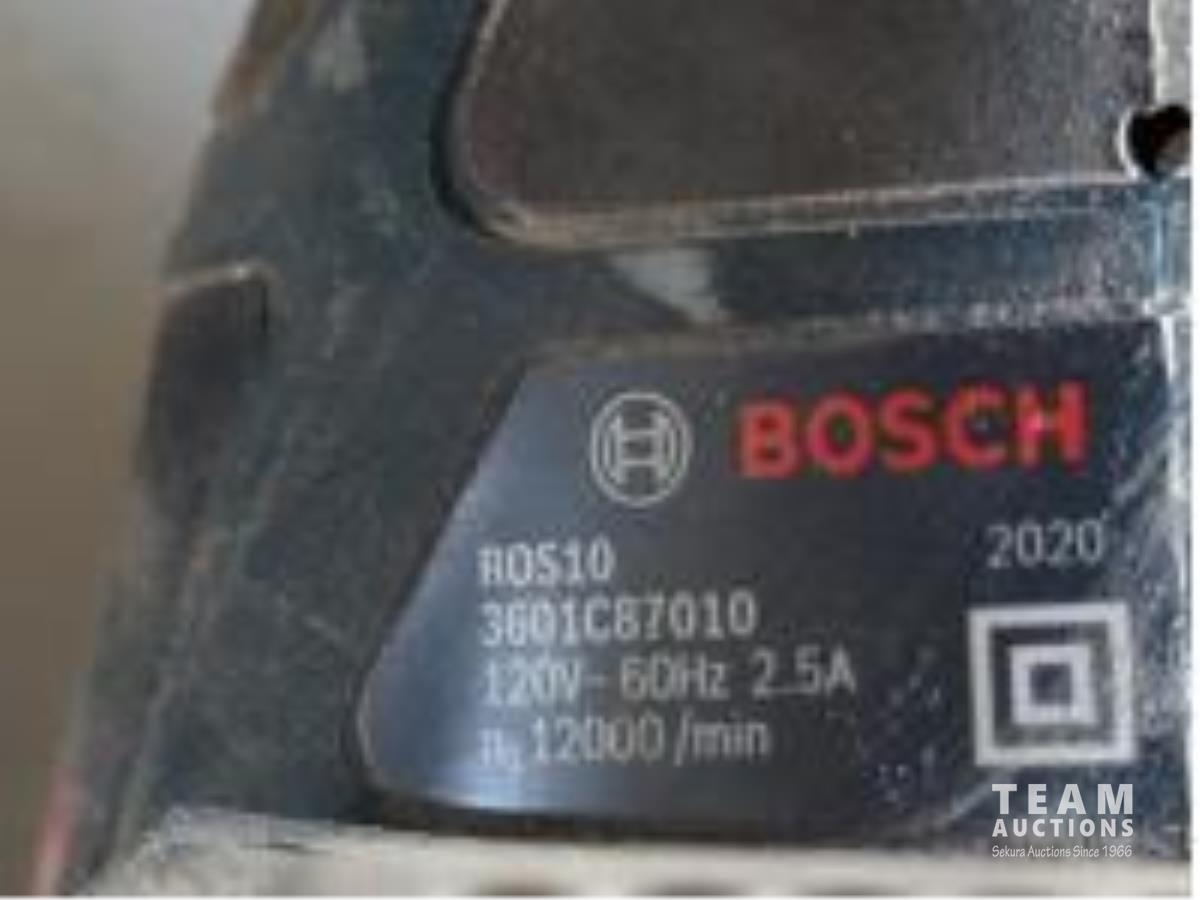 BOSCH
2020
ROS10
3601C87010
120V~ 60Hz 2.5A
n₀ 12000 /min
TEAM
AUCTIONS
Sekura Auctions Since 1966